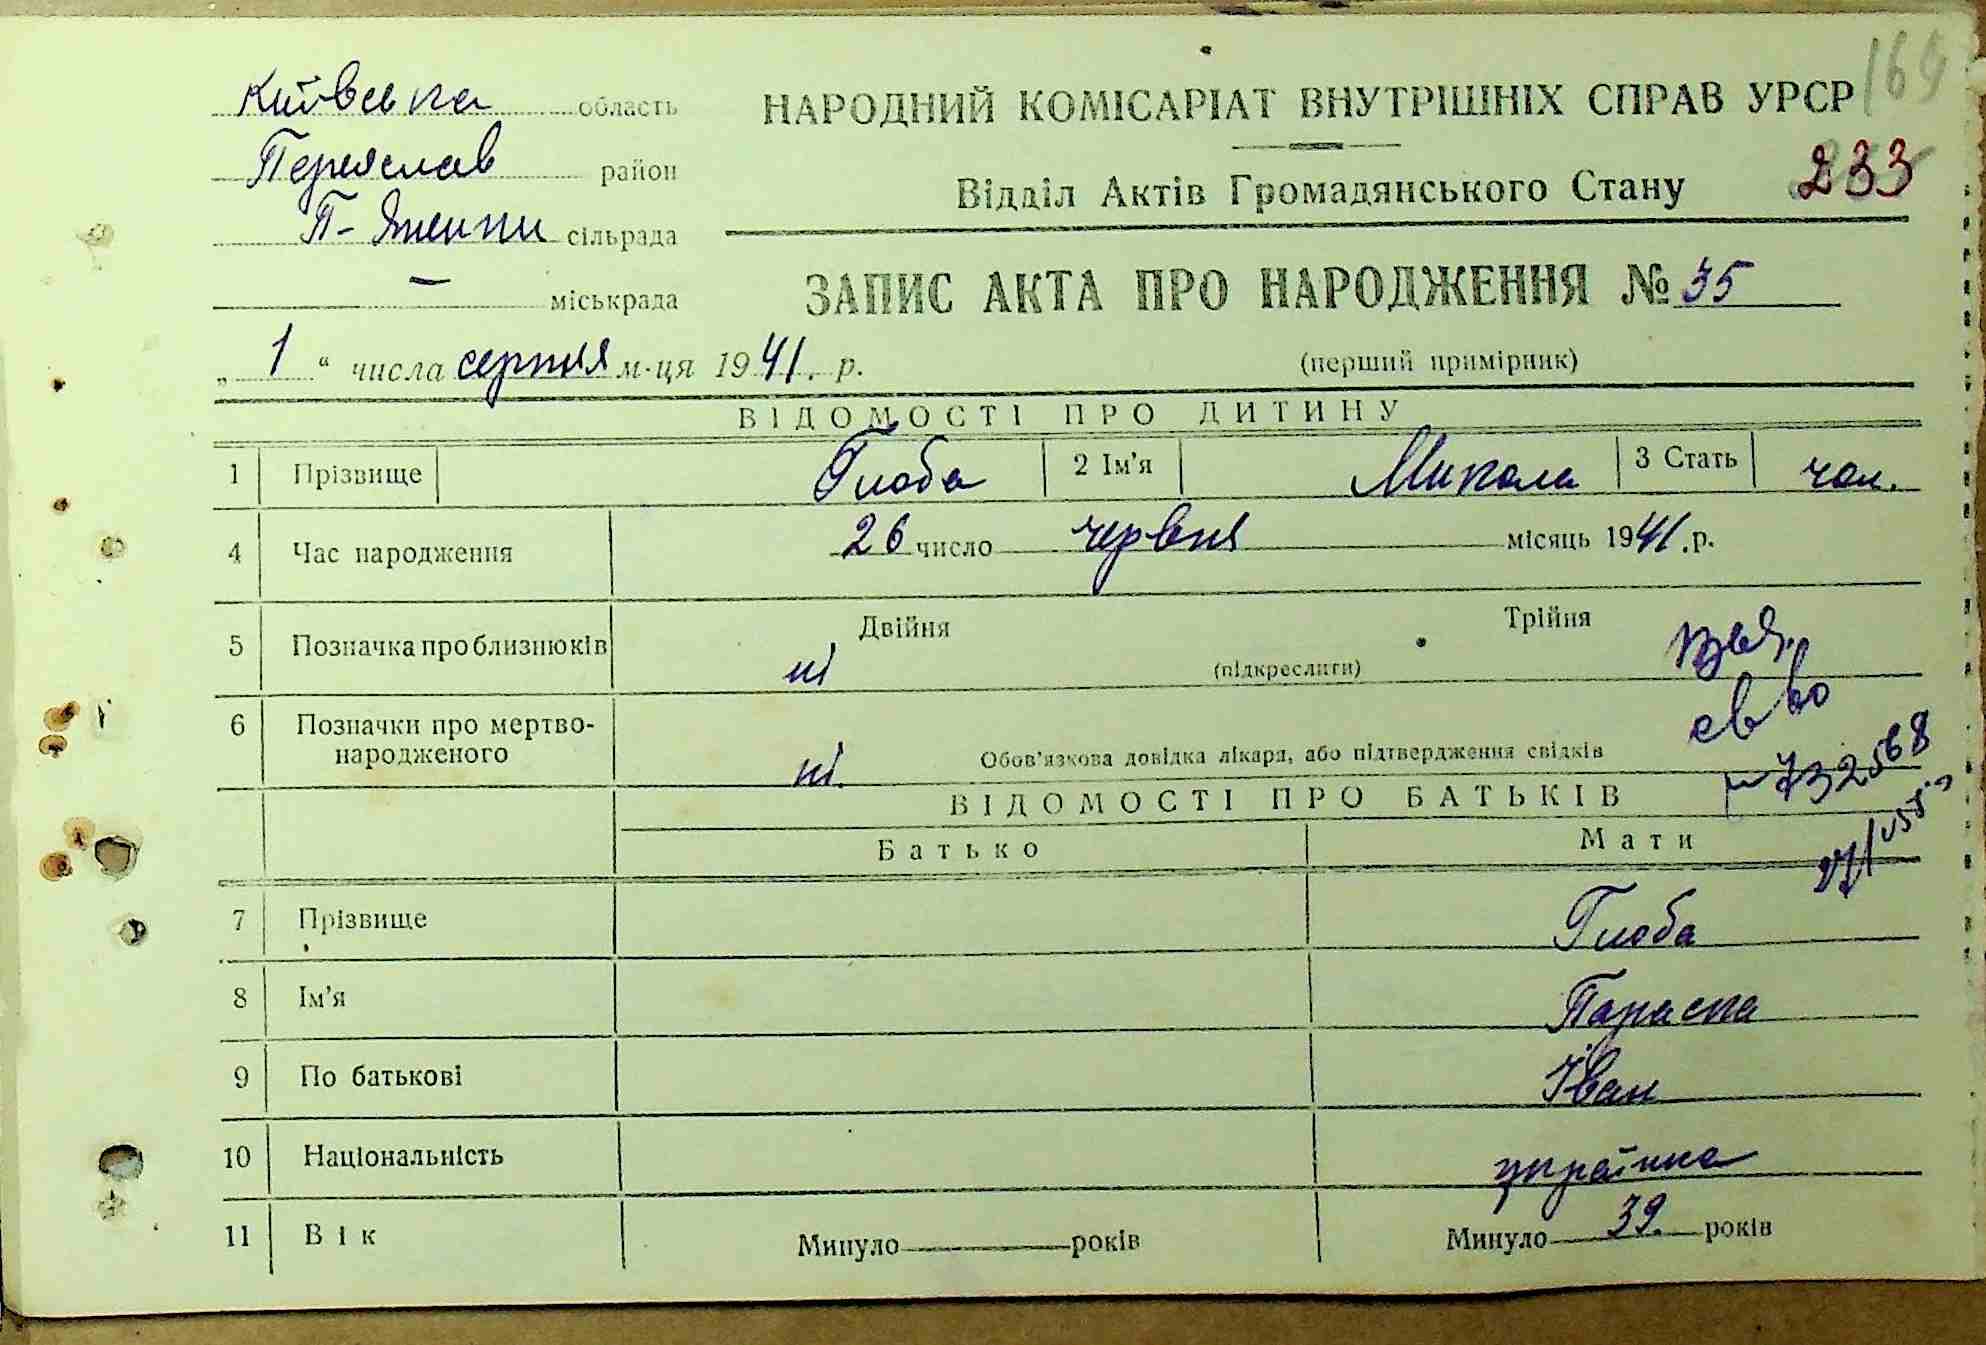 Київська область
НАРОДНИЙ КОМІСАРІАТ ВНУТРІШНІХ СПРАВ УРСР
Переяслав район
233
Відділ Актів Громадянського Стану
П- сільрада
— міськрада
ЗАПИС АКТА ПРО НАРОДЖЕННЯ № 35
(перший примірник)
„1“ числа серпня м-ця 1941. р.
ВІДОМОСТІ ПРО ДИТИНУ
1 Прізвище Глоба 2 Ім'я Микола 3 Стать чол.
4 Час народження 26 число червня місяць 1941.р.
5 Позначка про близнюків ні Двійня (підкреслити) Трійня
6 Позначки про мертво-
народженого ні. Обов'язкова довідка лікаря, або підтвердження свідків
732568
ВІДОМОСТІ ПРО БАТЬКІВ
Батько Мати
7 Прізвище Глоба
8 Ім'я Параска
9 По батькові Іван
10 Національність українка
11 Вік Минуло років Минуло 39. років